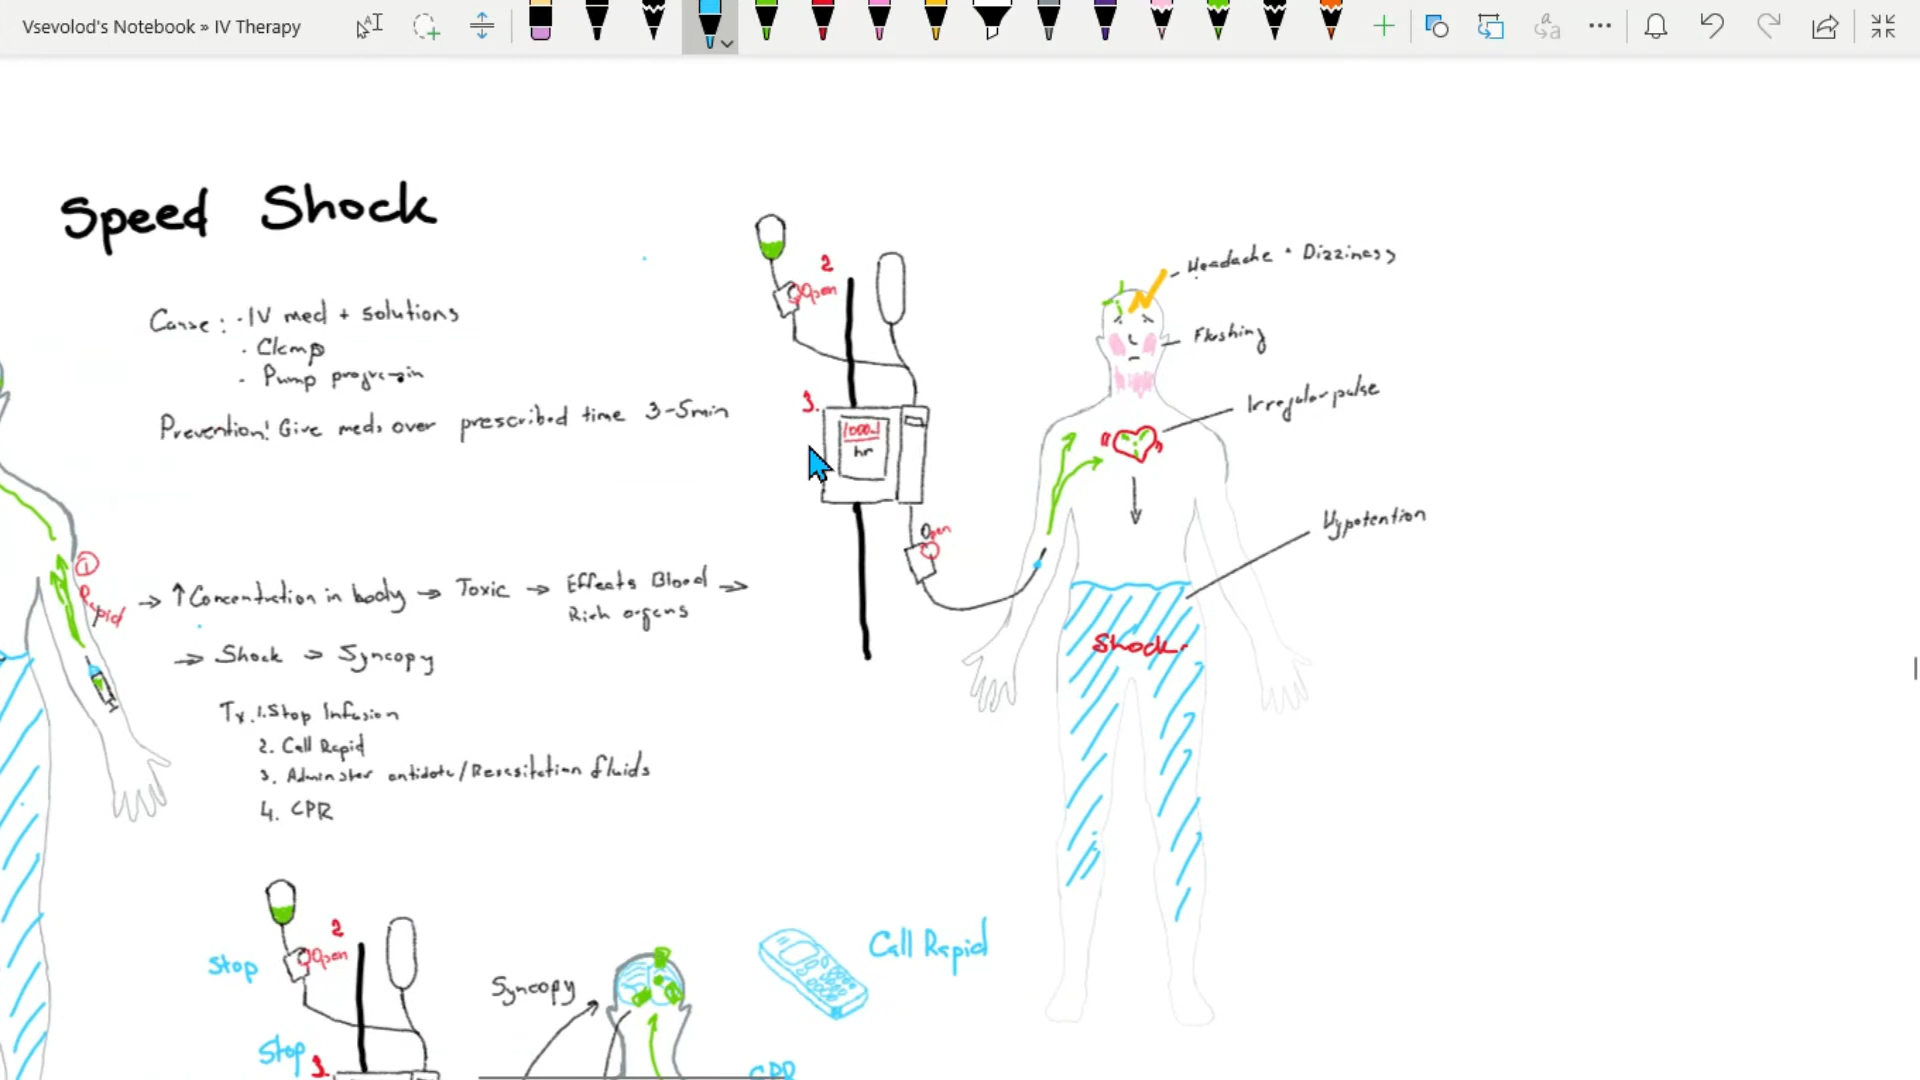 Vsevolod's Notebook » IV Therapy
Speed Shock
Cause: · IV med + solutions
· Clamp
· Pump
Prevention! Give meds over prescribed time 3-5min
① Rapid
→ ↑Concentration in body → Toxic → Effects Blood →
Rich organs
→ Shock → Syncopy
Tx. 1. Stop Infusion
2. Call Rapid
3. Administer antidote/Resesitation fluids
4. CPR
2
Open
3.
1000ml
hr
Open
Headache · Dizziness
Flushing
Irregular pulse
Hypotention
Shock
2
Stop Open
Stop 3.
Syncopy
Call Rapid
CPR